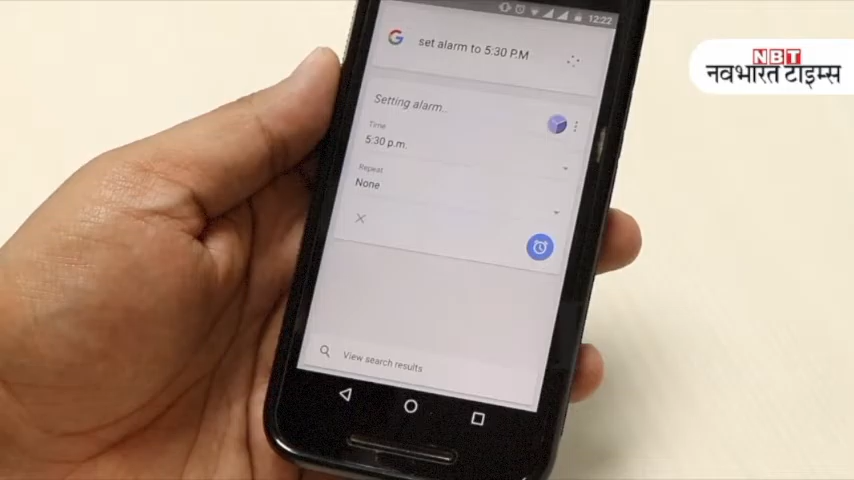 12:22
set alarm to 5:30 P.M
Setting alarm...
Time
5:30 p.m.
Repeat
None
View search results
NBT
नवभारत टाइम्स